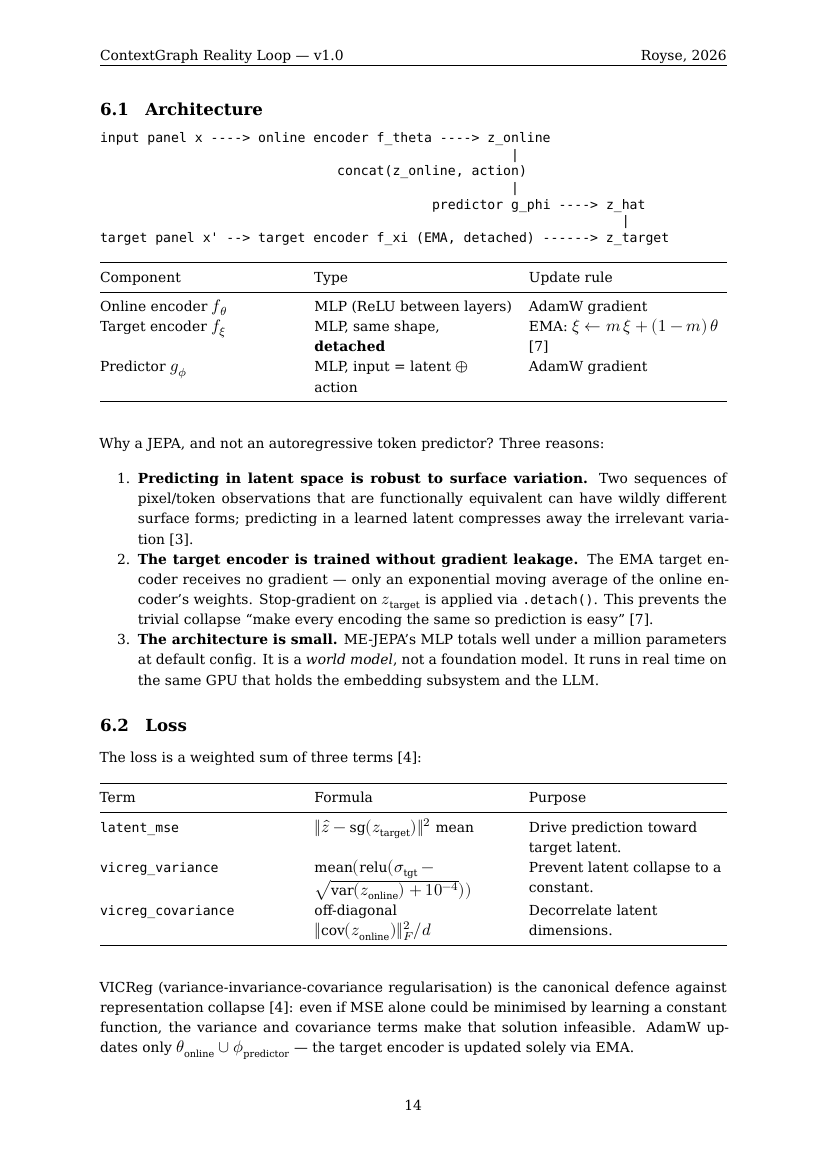 ContextGraph Reality Loop — v1.0 Royse, 2026
6.1 Architecture
input panel x ----> online encoder f_theta ----> z_online
|
concat(z_online, action)
|
predictor g_phi ----> z_hat
|
target panel x' --> target encoder f_xi (EMA, detached) ------> z_target
Component Type Update rule
Online encoder f_θ MLP (ReLU between layers) AdamW gradient
Target encoder f_ξ MLP, same shape, EMA: ξ ← m ξ + (1 − m) θ
detached [7]
Predictor g_ϕ MLP, input = latent ⊕ AdamW gradient
action
Why a JEPA, and not an autoregressive token predictor? Three reasons:
1. Predicting in latent space is robust to surface variation. Two sequences of
pixel/token observations that are functionally equivalent can have wildly different
surface forms; predicting in a learned latent compresses away the irrelevant varia-
tion [3].
2. The target encoder is trained without gradient leakage. The EMA target en-
coder receives no gradient — only an exponential moving average of the online en-
coder’s weights. Stop-gradient on z_target is applied via .detach(). This prevents the
trivial collapse “make every encoding the same so prediction is easy” [7].
3. The architecture is small. ME-JEPA’s MLP totals well under a million parameters
at default config. It is a world model, not a foundation model. It runs in real time on
the same GPU that holds the embedding subsystem and the LLM.
6.2 Loss
The loss is a weighted sum of three terms [4]:
Term Formula Purpose
latent_mse ‖ẑ − sg(z_target)‖² mean Drive prediction toward
target latent.
vicreg_variance mean(relu(σ_tgt − Prevent latent collapse to a
√(var(z_online) + 10⁻⁴))) constant.
vicreg_covariance off-diagonal Decorrelate latent
‖cov(z_online)‖²_F/d dimensions.
VICReg (variance-invariance-covariance regularisation) is the canonical defence against
representation collapse [4]: even if MSE alone could be minimised by learning a constant
function, the variance and covariance terms make that solution infeasible. AdamW up-
dates only θ_online ∪ ϕ_predictor — the target encoder is updated solely via EMA.
14